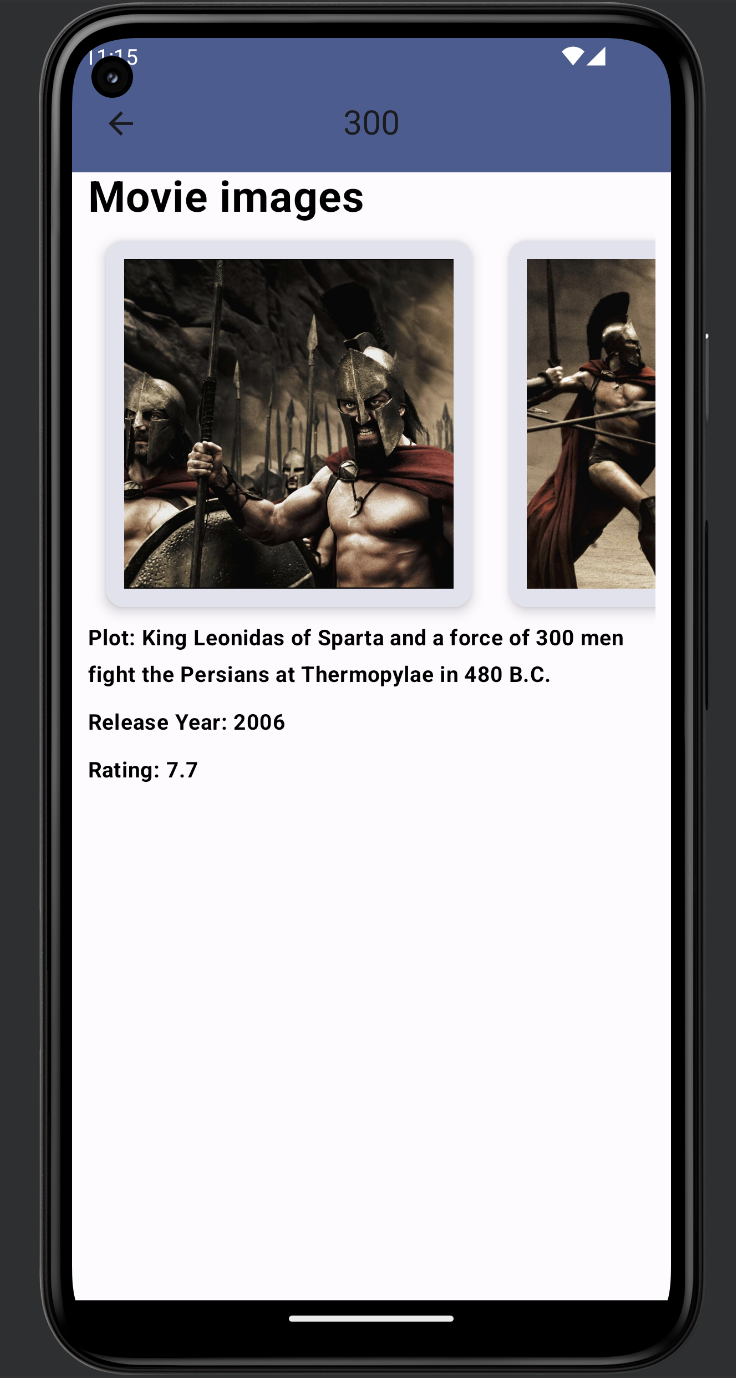 11:15
300
Movie images
Plot: King Leonidas of Sparta and a force of 300 men
fight the Persians at Thermopylae in 480 B.C.
Release Year: 2006
Rating: 7.7